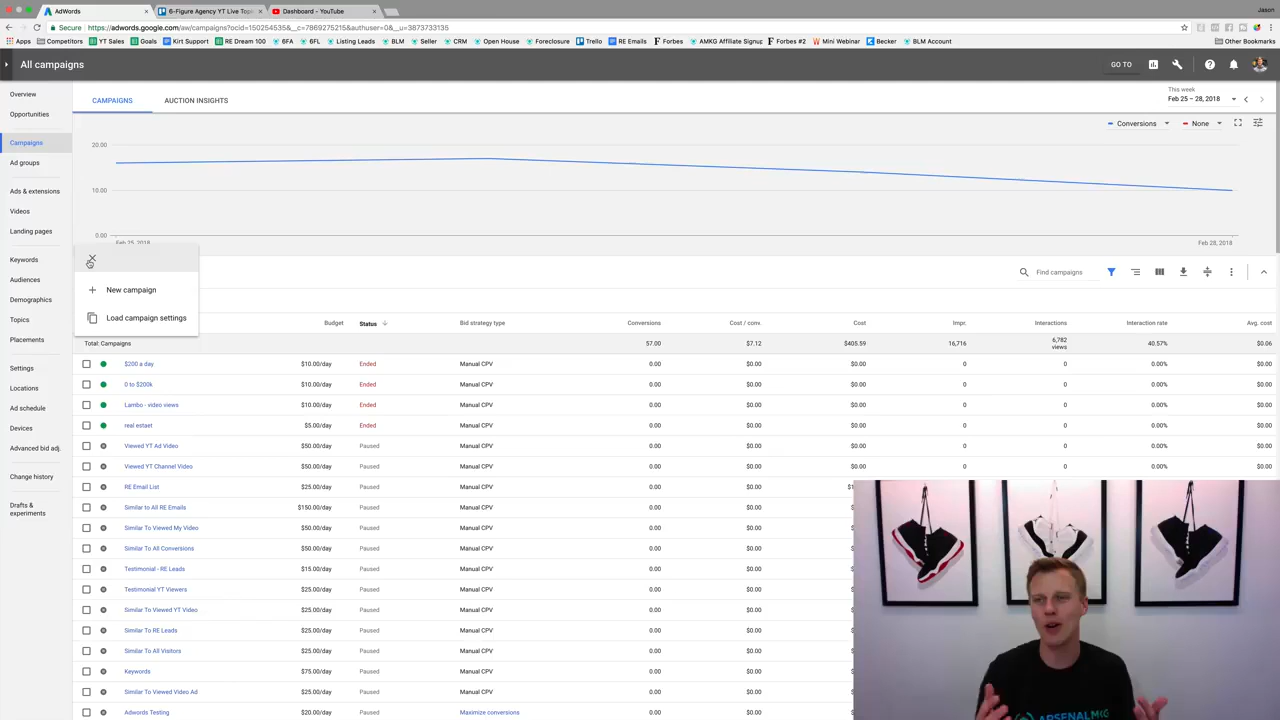 Jason
AdWords
6-Figure Agency YT Live Topi
Dashboard - YouTube
Secure
https://adwords.google.com/aw/campaigns?ocid=150254535&authuser=0&__u=3873733135
Apps
Competitors
YT Sales
Goals
Kirt Support
RE Dream 100
6FA
6FL
Listing Leads
BLM
Seller
CRM
Open House
Foreclosure
Trello
RE Emails
Forbes
AMKG Affiliate Signup
Forbes #2
Mini Webinar
Becker
BLM Account
Other Bookmarks
All campaigns
GO TO
Overview
Opportunities
Campaigns
Ad groups
Ads & extensions
Videos
Landing pages
Keywords
Audiences
Demographics
Topics
Placements
Settings
Locations
Ad schedule
Devices
Advanced bid adj.
Change history
Drafts &
experiments
CAMPAIGNS
AUCTION INSIGHTS
This week
Feb 25 – 28, 2018
Conversions
None
20.00
10.00
0.00
Feb 25, 2018
Feb 28, 2018
New campaign
Load campaign settings
Find campaigns
Budget Status Bid strategy type Conversions Cost / conv. Cost Impr. Interactions Interaction rate Avg. cost
Total: Campaigns 57.00 $7.12 $405.59 16,716 6,782 views 40.57% $0.06
$200 a day $10.00/day Ended Manual CPV 0.00 $0.00 $0.00 0 0 0.00% $0.00
0 to $200k $10.00/day Ended Manual CPV 0.00 $0.00 $0.00 0 0 0.00% $0.00
Lambo - video views $10.00/day Ended Manual CPV 0.00 $0.00 $0.00 0 0 0.00% $0.00
real estaet $5.00/day Ended Manual CPV 0.00 $0.00 $0.00 0 0 0.00% $0.00
Viewed YT Ad Video $50.00/day Paused Manual CPV 0.00 $0.00 $0.00 0 0 0.00% $0.00
Viewed YT Channel Video $50.00/day Paused Manual CPV 0.00 $0.00 $0.00 0 0 0.00% $0.00
RE Email List $25.00/day Paused Manual CPV 0.00 $0.00
Similar to All RE Emails $150.00/day Paused Manual CPV 0.00 $0.00
Similar To Viewed My Video $50.00/day Paused Manual CPV 0.00 $0.00
Similar To All Conversions $50.00/day Paused Manual CPV 0.00 $0.00
Testimonial - RE Leads $15.00/day Paused Manual CPV 0.00 $0.00
Testimonial YT Viewers $25.00/day Paused Manual CPV 0.00 $0.00
Similar To Viewed YT Video $25.00/day Paused Manual CPV 0.00 $0.00
Similar To RE Leads $25.00/day Paused Manual CPV 0.00 $0.00
Similar To All Visitors $25.00/day Paused Manual CPV 0.00 $0.00
Keywords $75.00/day Paused Manual CPV 0.00 $0.00
Similar To Viewed Video Ad $25.00/day Paused Manual CPV 0.00 $0.00
Adwords Testing $20.00/day Paused Maximize conversions 0.00 $0.00